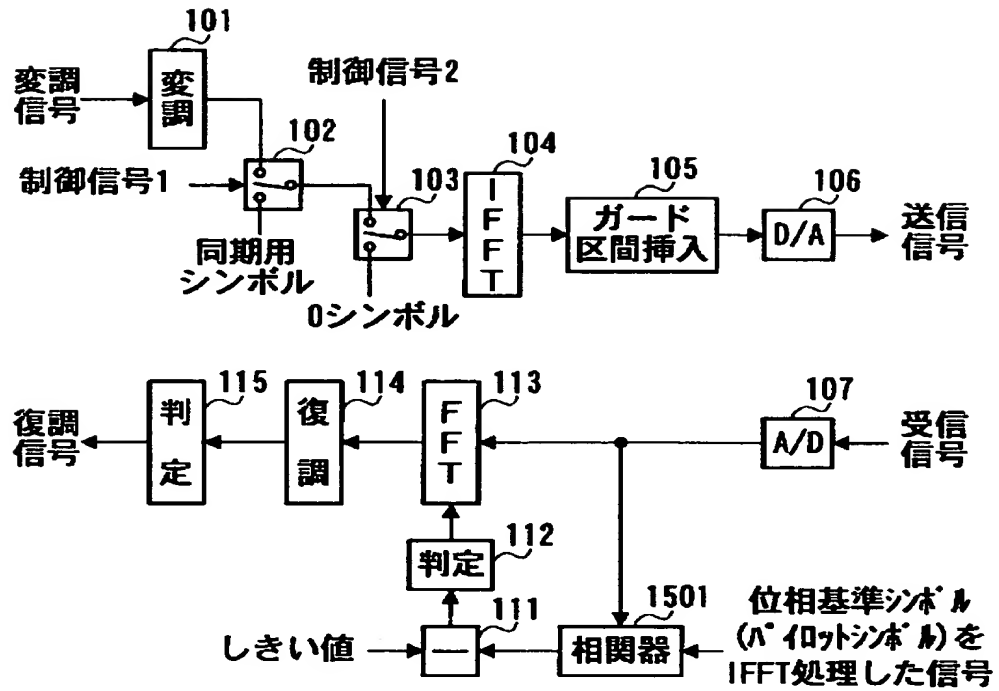 101
変調
信号
変
調
制御信号2
102
制御信号1
同期用
シンボル
103
0シンボル
104
I
F
F
T
105
ガード
区間挿入
106
D/A
送信
信号
復調
信号
115
判
定
114
復
調
113
F
F
T
107
A/D
受信
信号
112
判定
111
しきい値
—
1501
相関器
位相基準ｼﾝﾎﾞﾙ
(ﾊﾟｲﾛｯﾄｼﾝﾎﾞﾙ)を
IFFT処理した信号